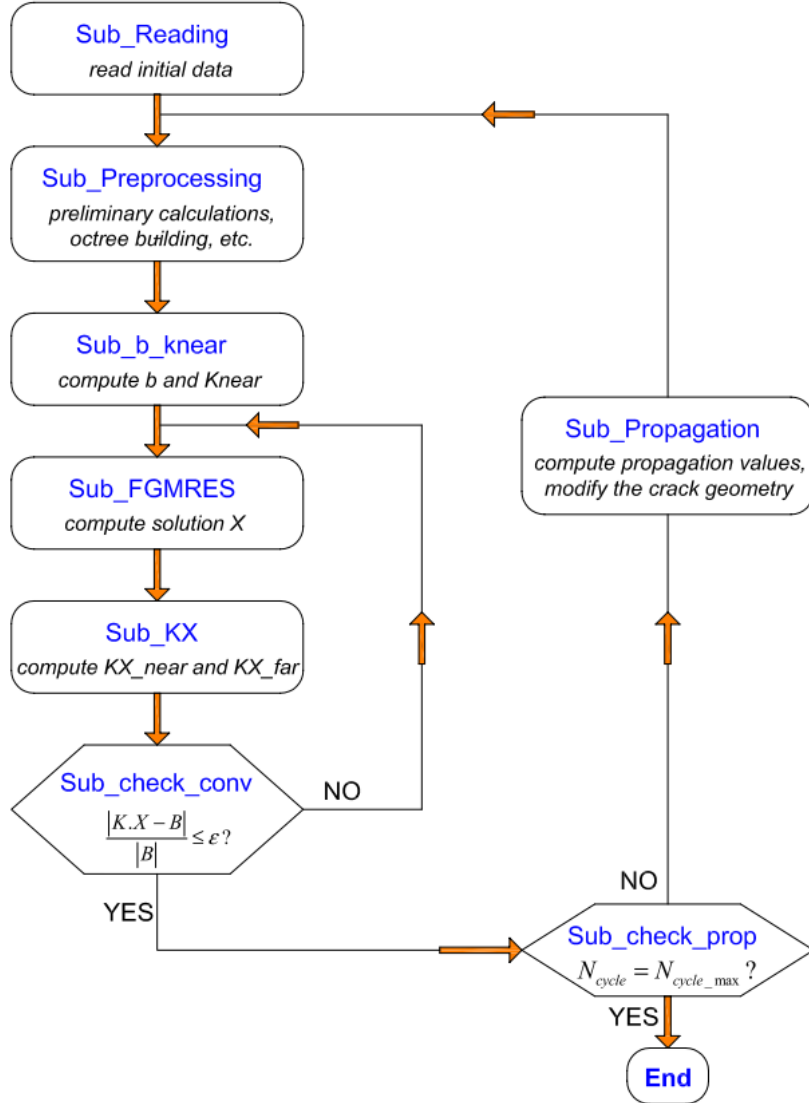 Sub_Reading
read initial data
Sub_Preprocessing
preliminary calculations,
octree building, etc.
Sub_b_knear
compute b and Knear
Sub_FGMRES
compute solution X
Sub_KX
compute KX_near and KX_far
Sub_check_conv
|K.X − B|
|B|
≤ ε?
NO
YES
Sub_Propagation
compute propagation values,
modify the crack geometry
NO
Sub_check_prop
N_cycle = N_cycle_max ?
YES
End